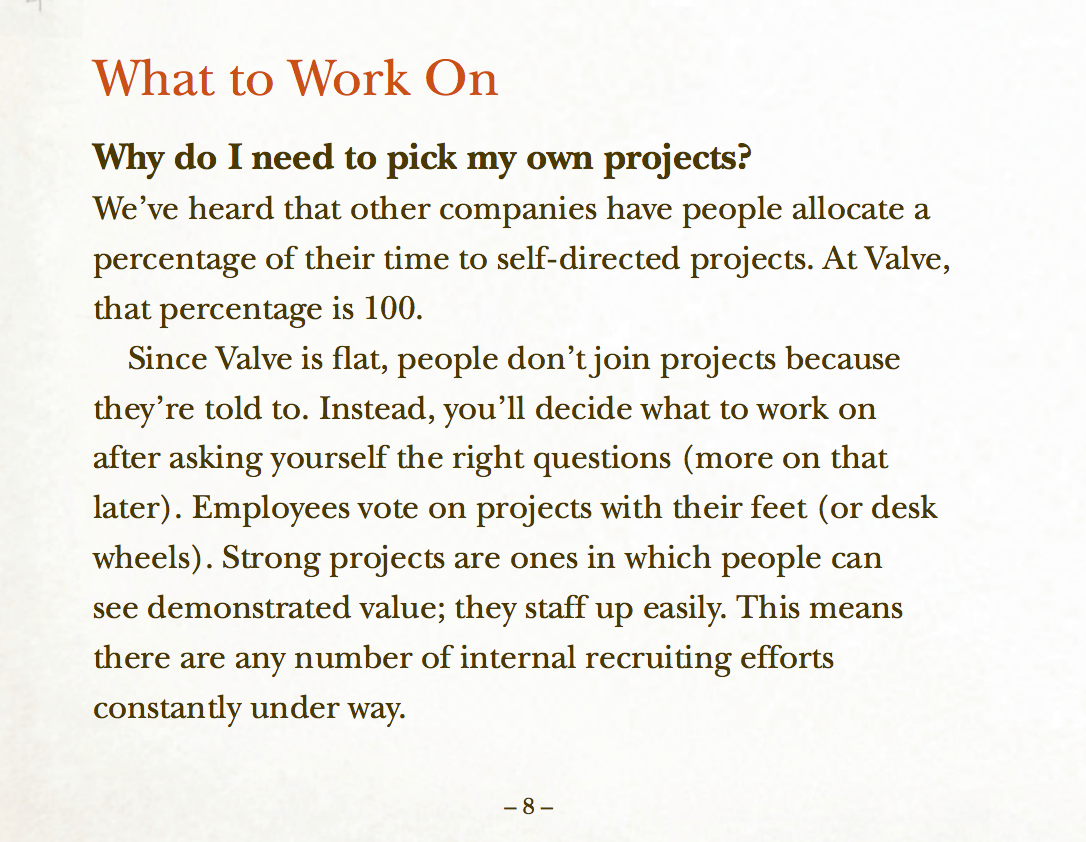 What to Work On
Why do I need to pick my own projects?
We’ve heard that other companies have people allocate a
percentage of their time to self-directed projects. At Valve,
that percentage is 100.
Since Valve is flat, people don’t join projects because
they’re told to. Instead, you’ll decide what to work on
after asking yourself the right questions (more on that
later). Employees vote on projects with their feet (or desk
wheels). Strong projects are ones in which people can
see demonstrated value; they staff up easily. This means
there are any number of internal recruiting efforts
constantly under way.
– 8 –